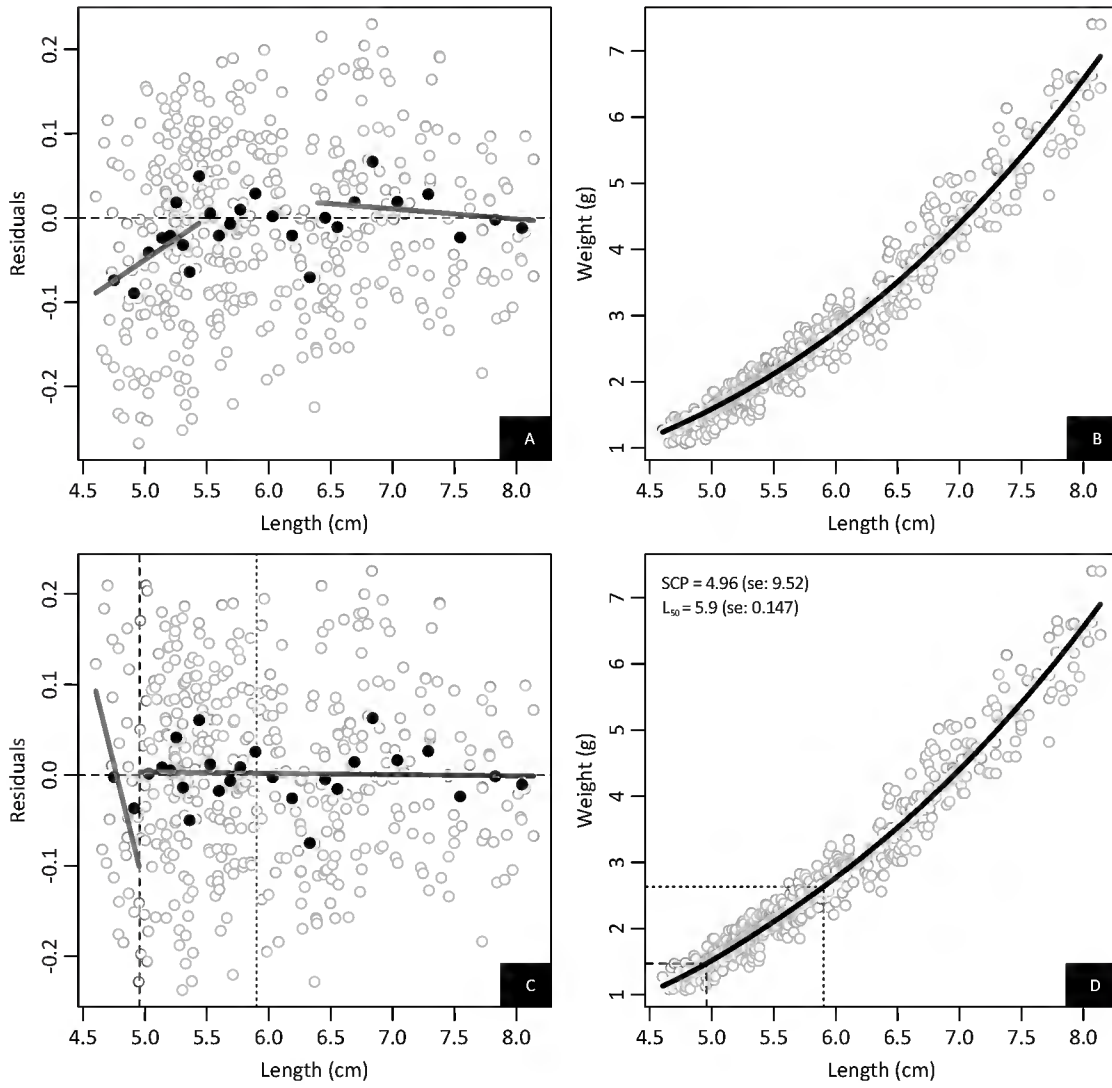 Residuals
0.2
0.1
0.0
-0.1
-0.2
4.5 5.0 5.5 6.0 6.5 7.0 7.5 8.0
Length (cm)
A
Weight (g)
7
6
5
4
3
2
1
4.5 5.0 5.5 6.0 6.5 7.0 7.5 8.0
Length (cm)
B
Residuals
0.2
0.1
0.0
-0.1
-0.2
4.5 5.0 5.5 6.0 6.5 7.0 7.5 8.0
Length (cm)
C
SCP = 4.96 (se: 9.52)
L₅₀ = 5.9 (se: 0.147)
Weight (g)
7
6
5
4
3
2
1
4.5 5.0 5.5 6.0 6.5 7.0 7.5 8.0
Length (cm)
D